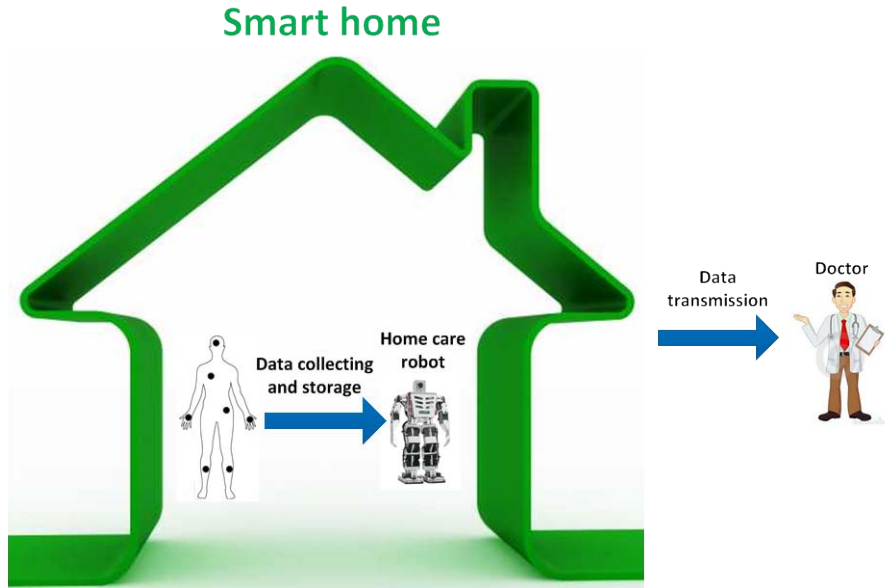 Smart home
Data
transmission
Doctor
Home care
robot
Data collecting
and storage